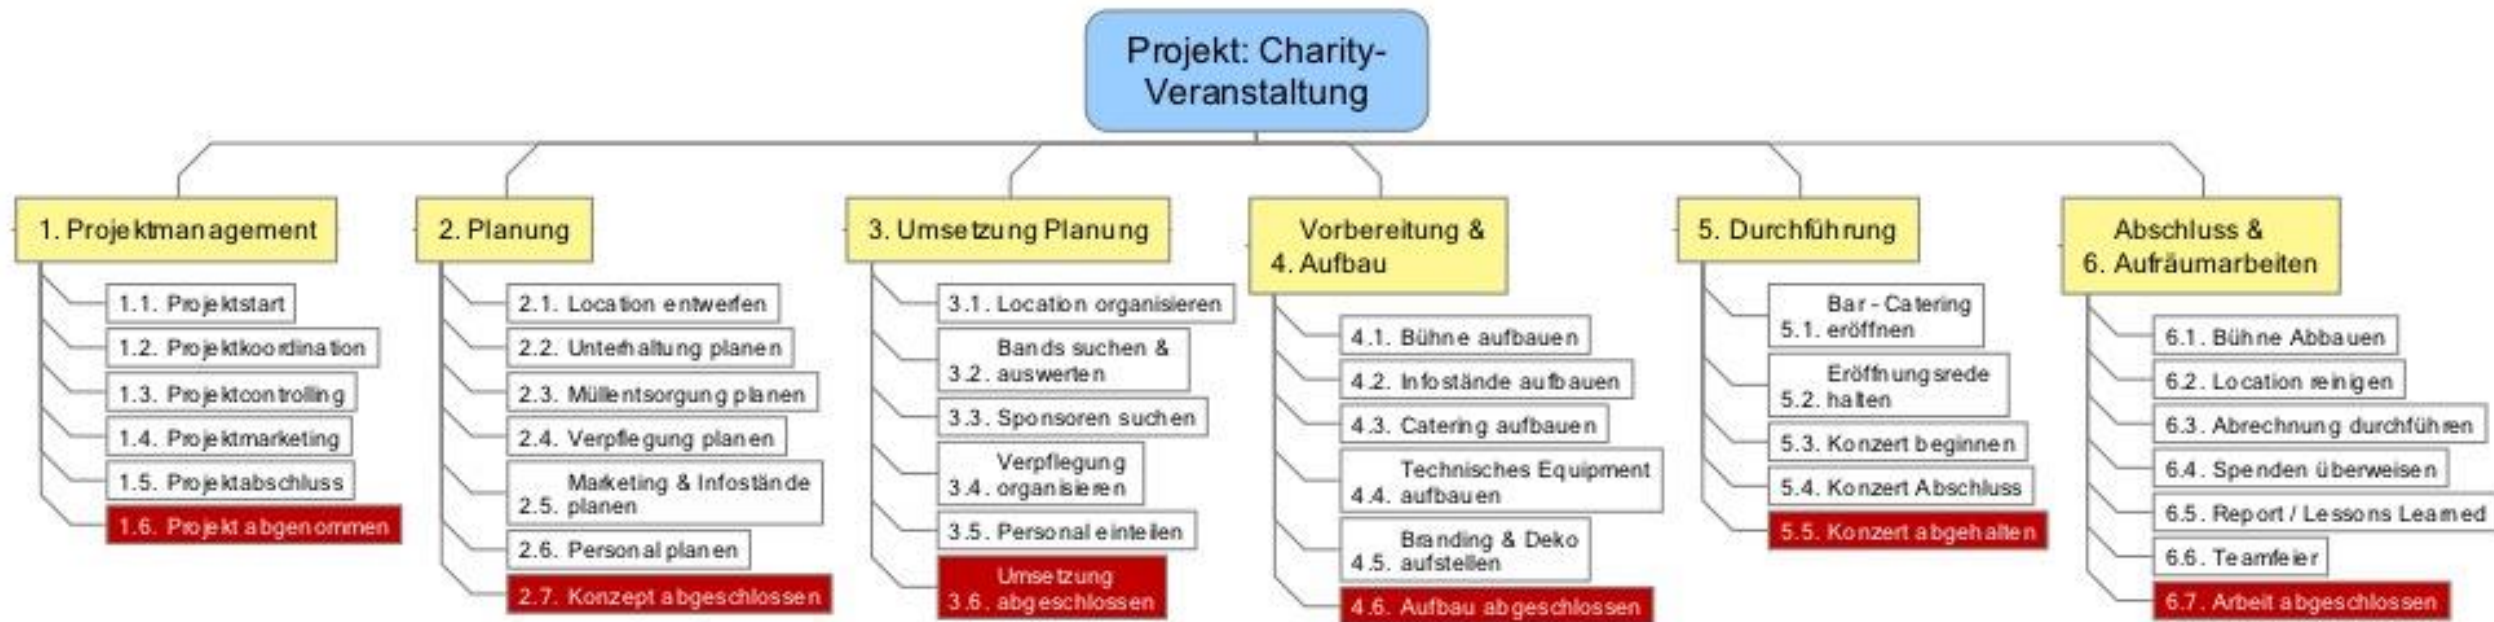 Projekt: Charity-
Veranstaltung
1. Projektmanagement
1.1. Projektstart
1.2. Projektkoordination
1.3. Projektcontrolling
1.4. Projektmarketing
1.5. Projektabschluss
1.6. Projekt abgenommen
2. Planung
2.1. Location entwerfen
2.2. Unterhaltung planen
2.3. Müllentsorgung planen
2.4. Verpflegung planen
Marketing & Infostände
2.5. planen
2.6. Personal planen
2.7. Konzept abgeschlossen
3. Umsetzung Planung
3.1. Location organisieren
Bands suchen &
3.2. auswerten
3.3. Sponsoren suchen
Verpflegung
3.4. organisieren
3.5. Personal einteilen
Umsetzung
3.6. abgeschlossen
Vorbereitung &
4. Aufbau
4.1. Bühne aufbauen
4.2. Infostände aufbauen
4.3. Catering aufbauen
Technisches Equipment
4.4. aufbauen
Branding & Deko
4.5. aufstellen
4.6. Aufbau abgeschlossen
5. Durchführung
Bar - Catering
5.1. eröffnen
Eröffnungsrede
5.2. halten
5.3. Konzert beginnen
5.4. Konzert Abschluss
5.5. Konzert abgehalten
Abschluss &
6. Aufräumarbeiten
6.1. Bühne Abbauen
6.2. Location reinigen
6.3. Abrechnung durchführen
6.4. Spenden überweisen
6.5. Report / Lessons Learned
6.6. Teamfeier
6.7. Arbeit abgeschlossen